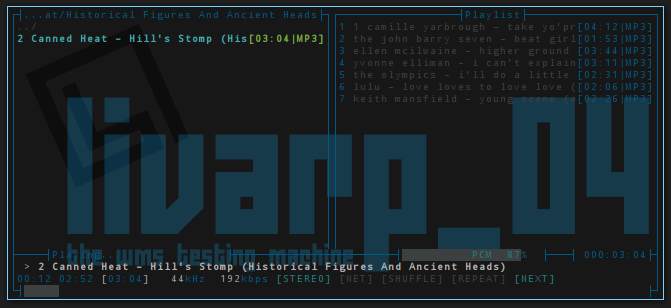 ...at/Historical Figures And Ancient Heads
../
2 Canned Heat - Hill's Stomp (His[03:04|MP3]
Playlist
1 1 camille yarbrough - take yo'pr[04:12|MP3]
2 the john barry seven - beat girl[01:53|MP3]
3 ellen mcilwaine - higher ground [03:44|MP3]
4 yvonne elliman - i can't explain[03:11|MP3]
5 the olympics - i'll do a little [02:31|MP3]
6 lulu - love loves to love love ([02:06|MP3]
7 keith mansfield - young scene (a[02:36|MP3]
livarp_04
the wms testing machine
Playing...
PCM 87%
000:03:04
> 2 Canned Heat - Hill's Stomp (Historical Figures And Ancient Heads)
00:12 02:52 [03:04] 44kHz 192kbps [STEREO] [NET] [SHUFFLE] [REPEAT] [NEXT]